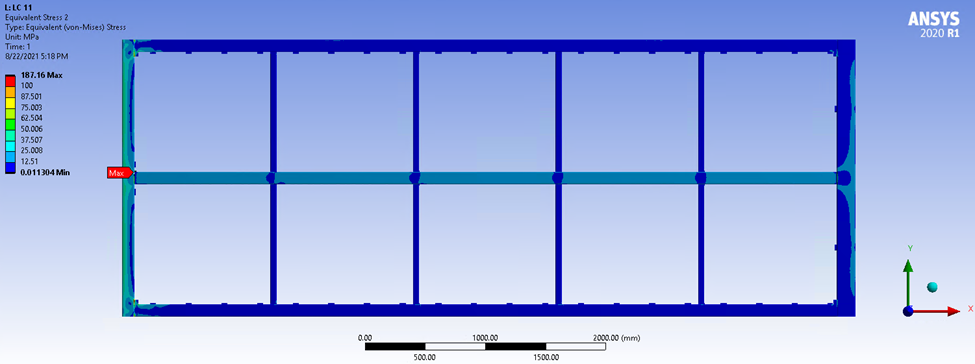 L: LC 11
Equivalent Stress 2
Type: Equivalent (von-Mises) Stress
Unit: MPa
Time: 1
8/22/2021 5:18 PM
187.16 Max
100
87.501
75.003
62.504
50.006
37.507
25.008
12.51
0.011304 Min
Max
ANSYS
2020 R1
0.00 1000.00 2000.00 (mm)
500.00 1500.00
Y
X